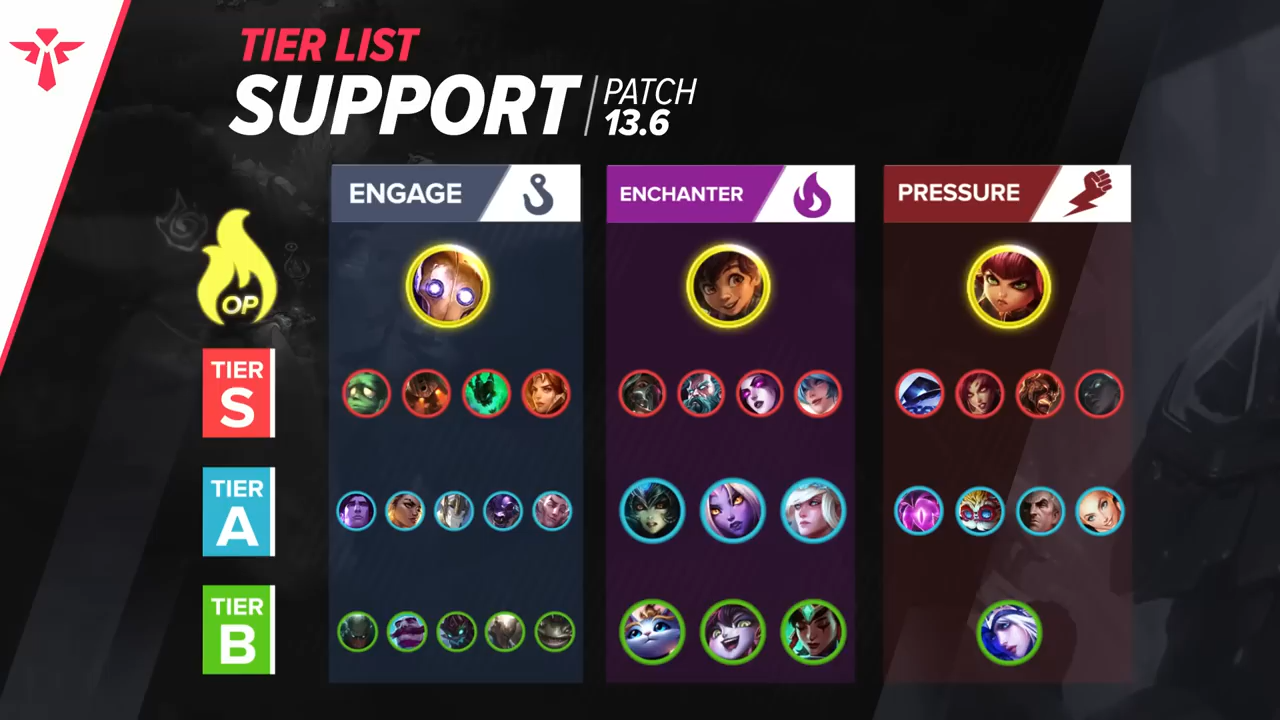 TIER LIST
SUPPORT
PATCH
13.6
ENGAGE
ENCHANTER
PRESSURE
OP
TIER
S
TIER
A
TIER
B